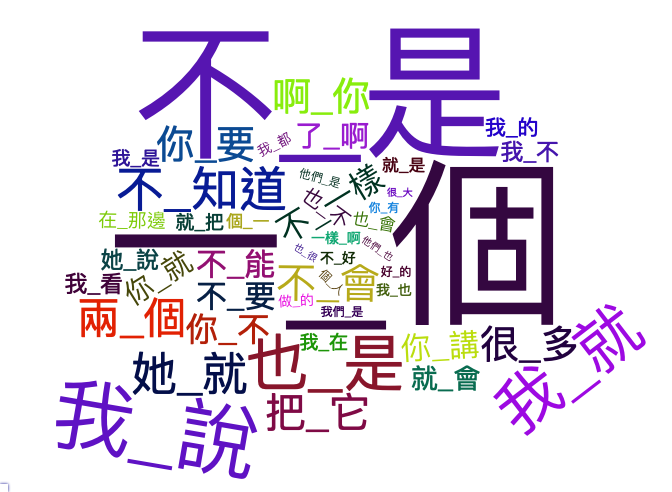 不_是
啊_你
我_的
你_要
我_都
了_啊
我_不
我_是
就_是
他們_是
不_知道
不_一樣
很_大
也_不
你_有
在_那邊
就_把
個_一
也_會
一_個
一樣_啊
他們_也
她_說
也_很
不_好
你_就
不_能
好_的
我_看
不_會
個_人
不_要
做_的
我_也
兩_個
我們_是
你_不
我_在
你_講
很_多
我_就
她_就
也_是
就_會
我_說
把_它